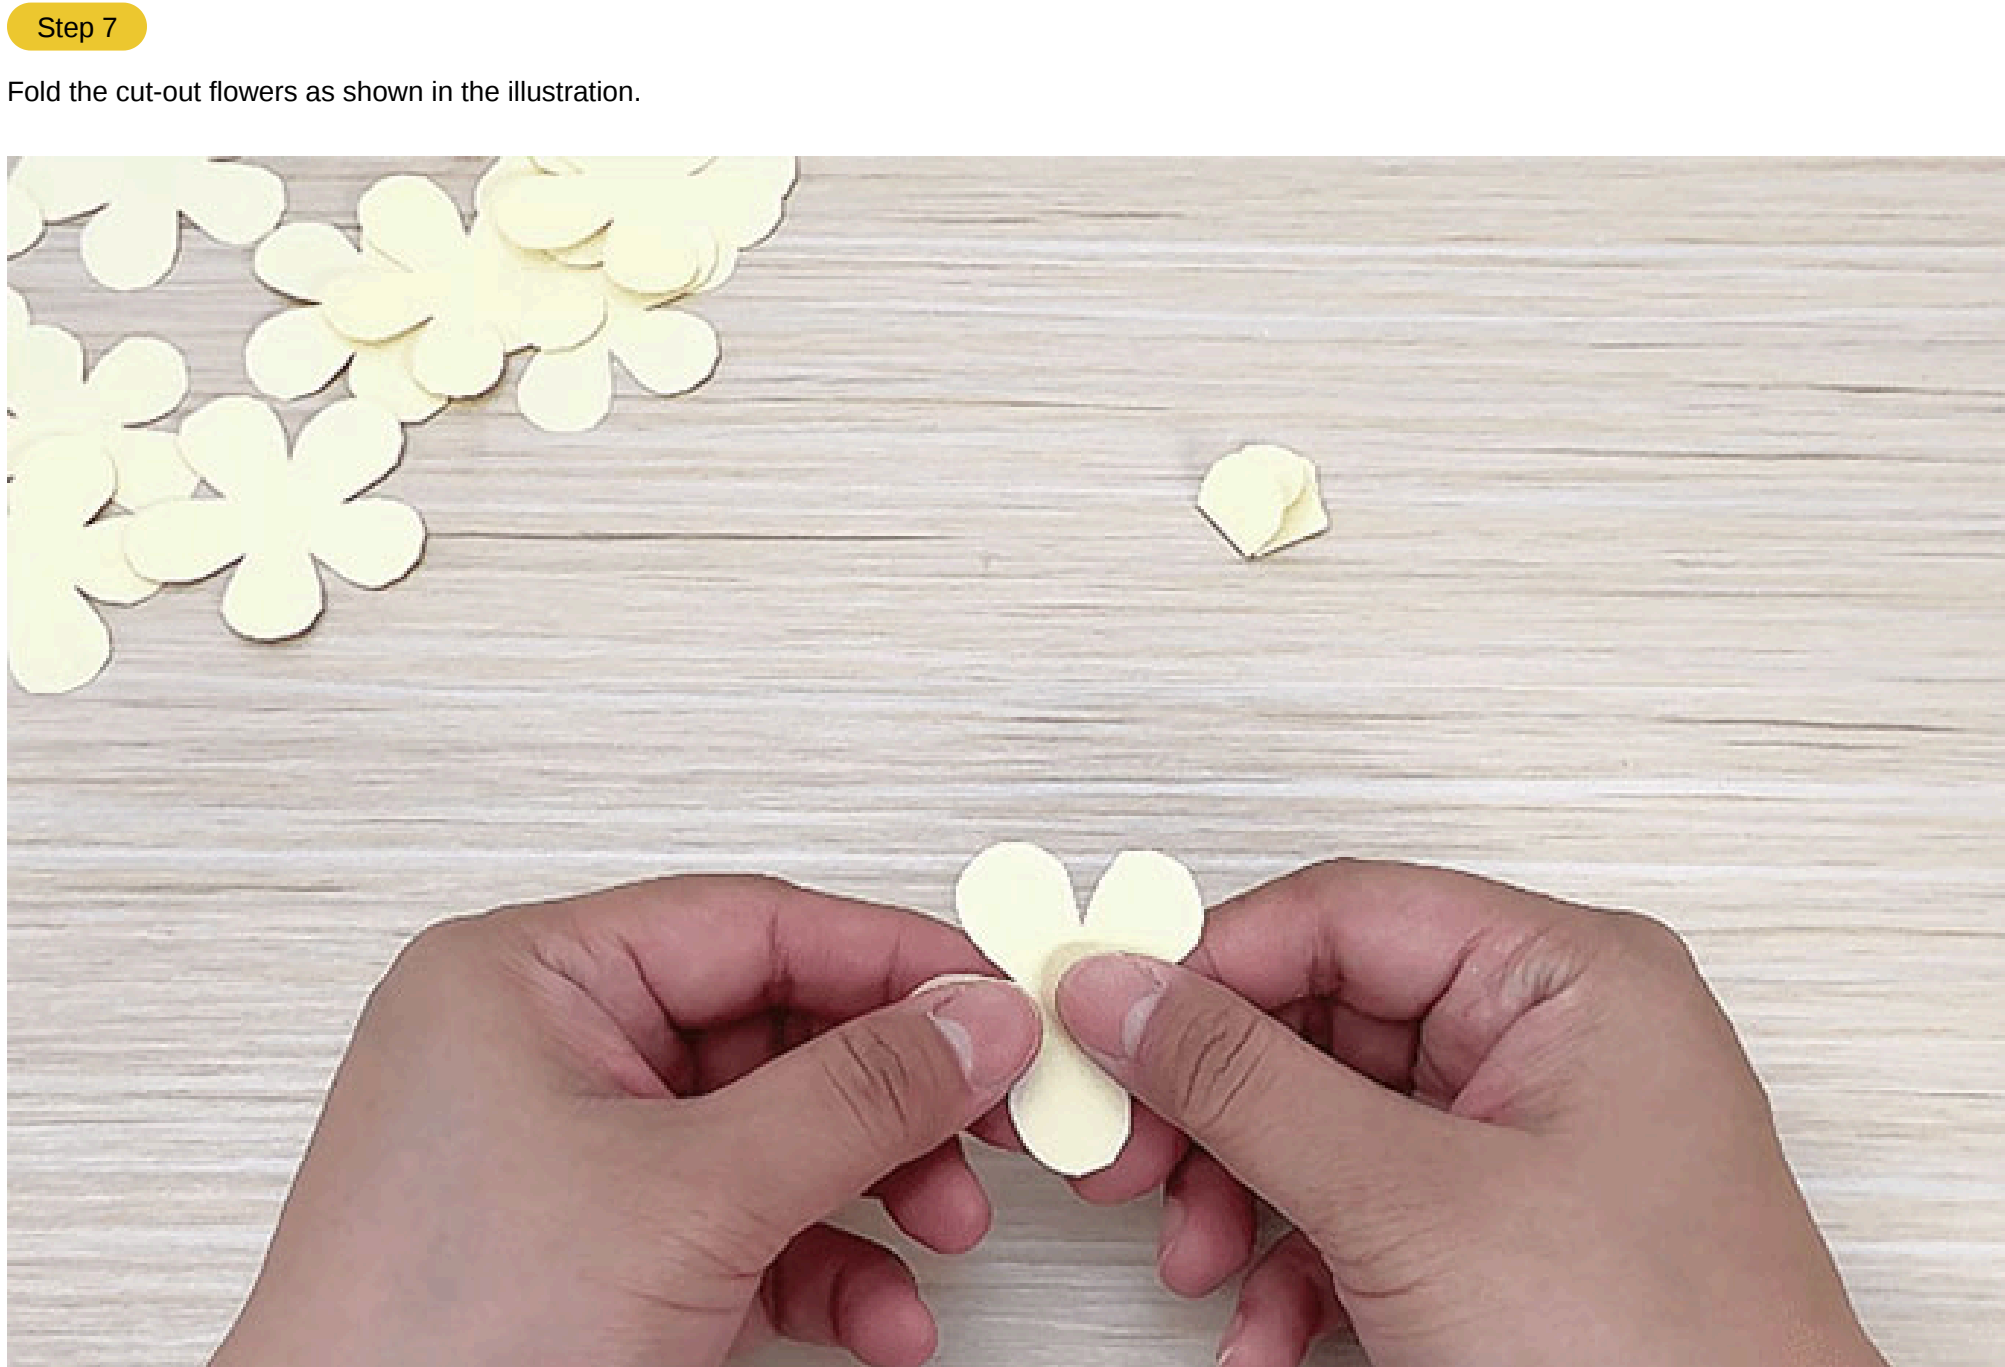 Step 7
Fold the cut-out flowers as shown in the illustration.